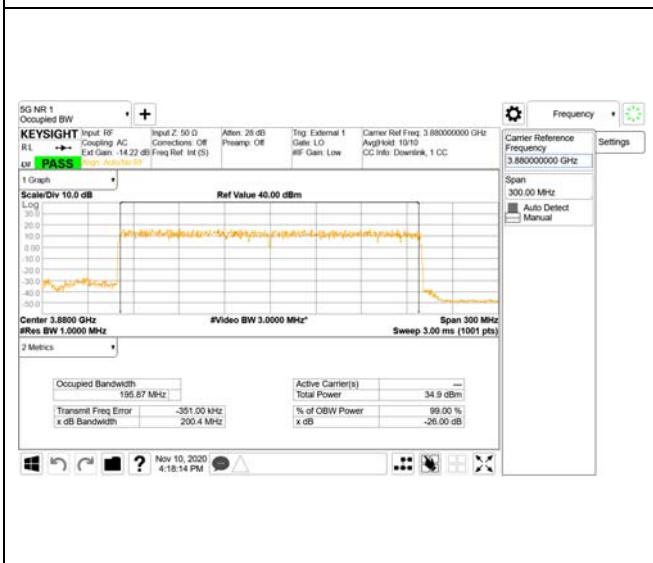 5G NR 1
Occupied BW
Frequency
KEYSIGHT Input: RF Input Z: 50 Ω Atten: 28 dB Trig: External 1 Carrier Ref Freq: 3.880000000 GHz
RL Coupling: AC Corrections: Off Preamp: Off Gate: LO Avg|Hold: 10/10
Ext Gain: -14.22 dB Freq Ref: Int (S) #IF Gain: Low CC Info: Downlink, 1 CC
PASS Align: Auto/No RF
Carrier Reference
Frequency
3.880000000 GHz
Settings
Span
300.00 MHz
Auto Detect
Manual
1 Graph
Scale/Div 10.0 dB Ref Value 40.00 dBm
Log
30.0
20.0
10.0
0.00
-10.0
-20.0
-30.0
-40.0
-50.0
Center 3.8800 GHz #Video BW 3.0000 MHz* Span 300 MHz
#Res BW 1.0000 MHz Sweep 3.00 ms (1001 pts)
2 Metrics
Occupied Bandwidth Active Carrier(s) ---
195.87 MHz Total Power 34.9 dBm
Transmit Freq Error -351.00 kHz % of OBW Power 99.00 %
x dB Bandwidth 200.4 MHz x dB -26.00 dB
? Nov 10, 2020
4:18:14 PM